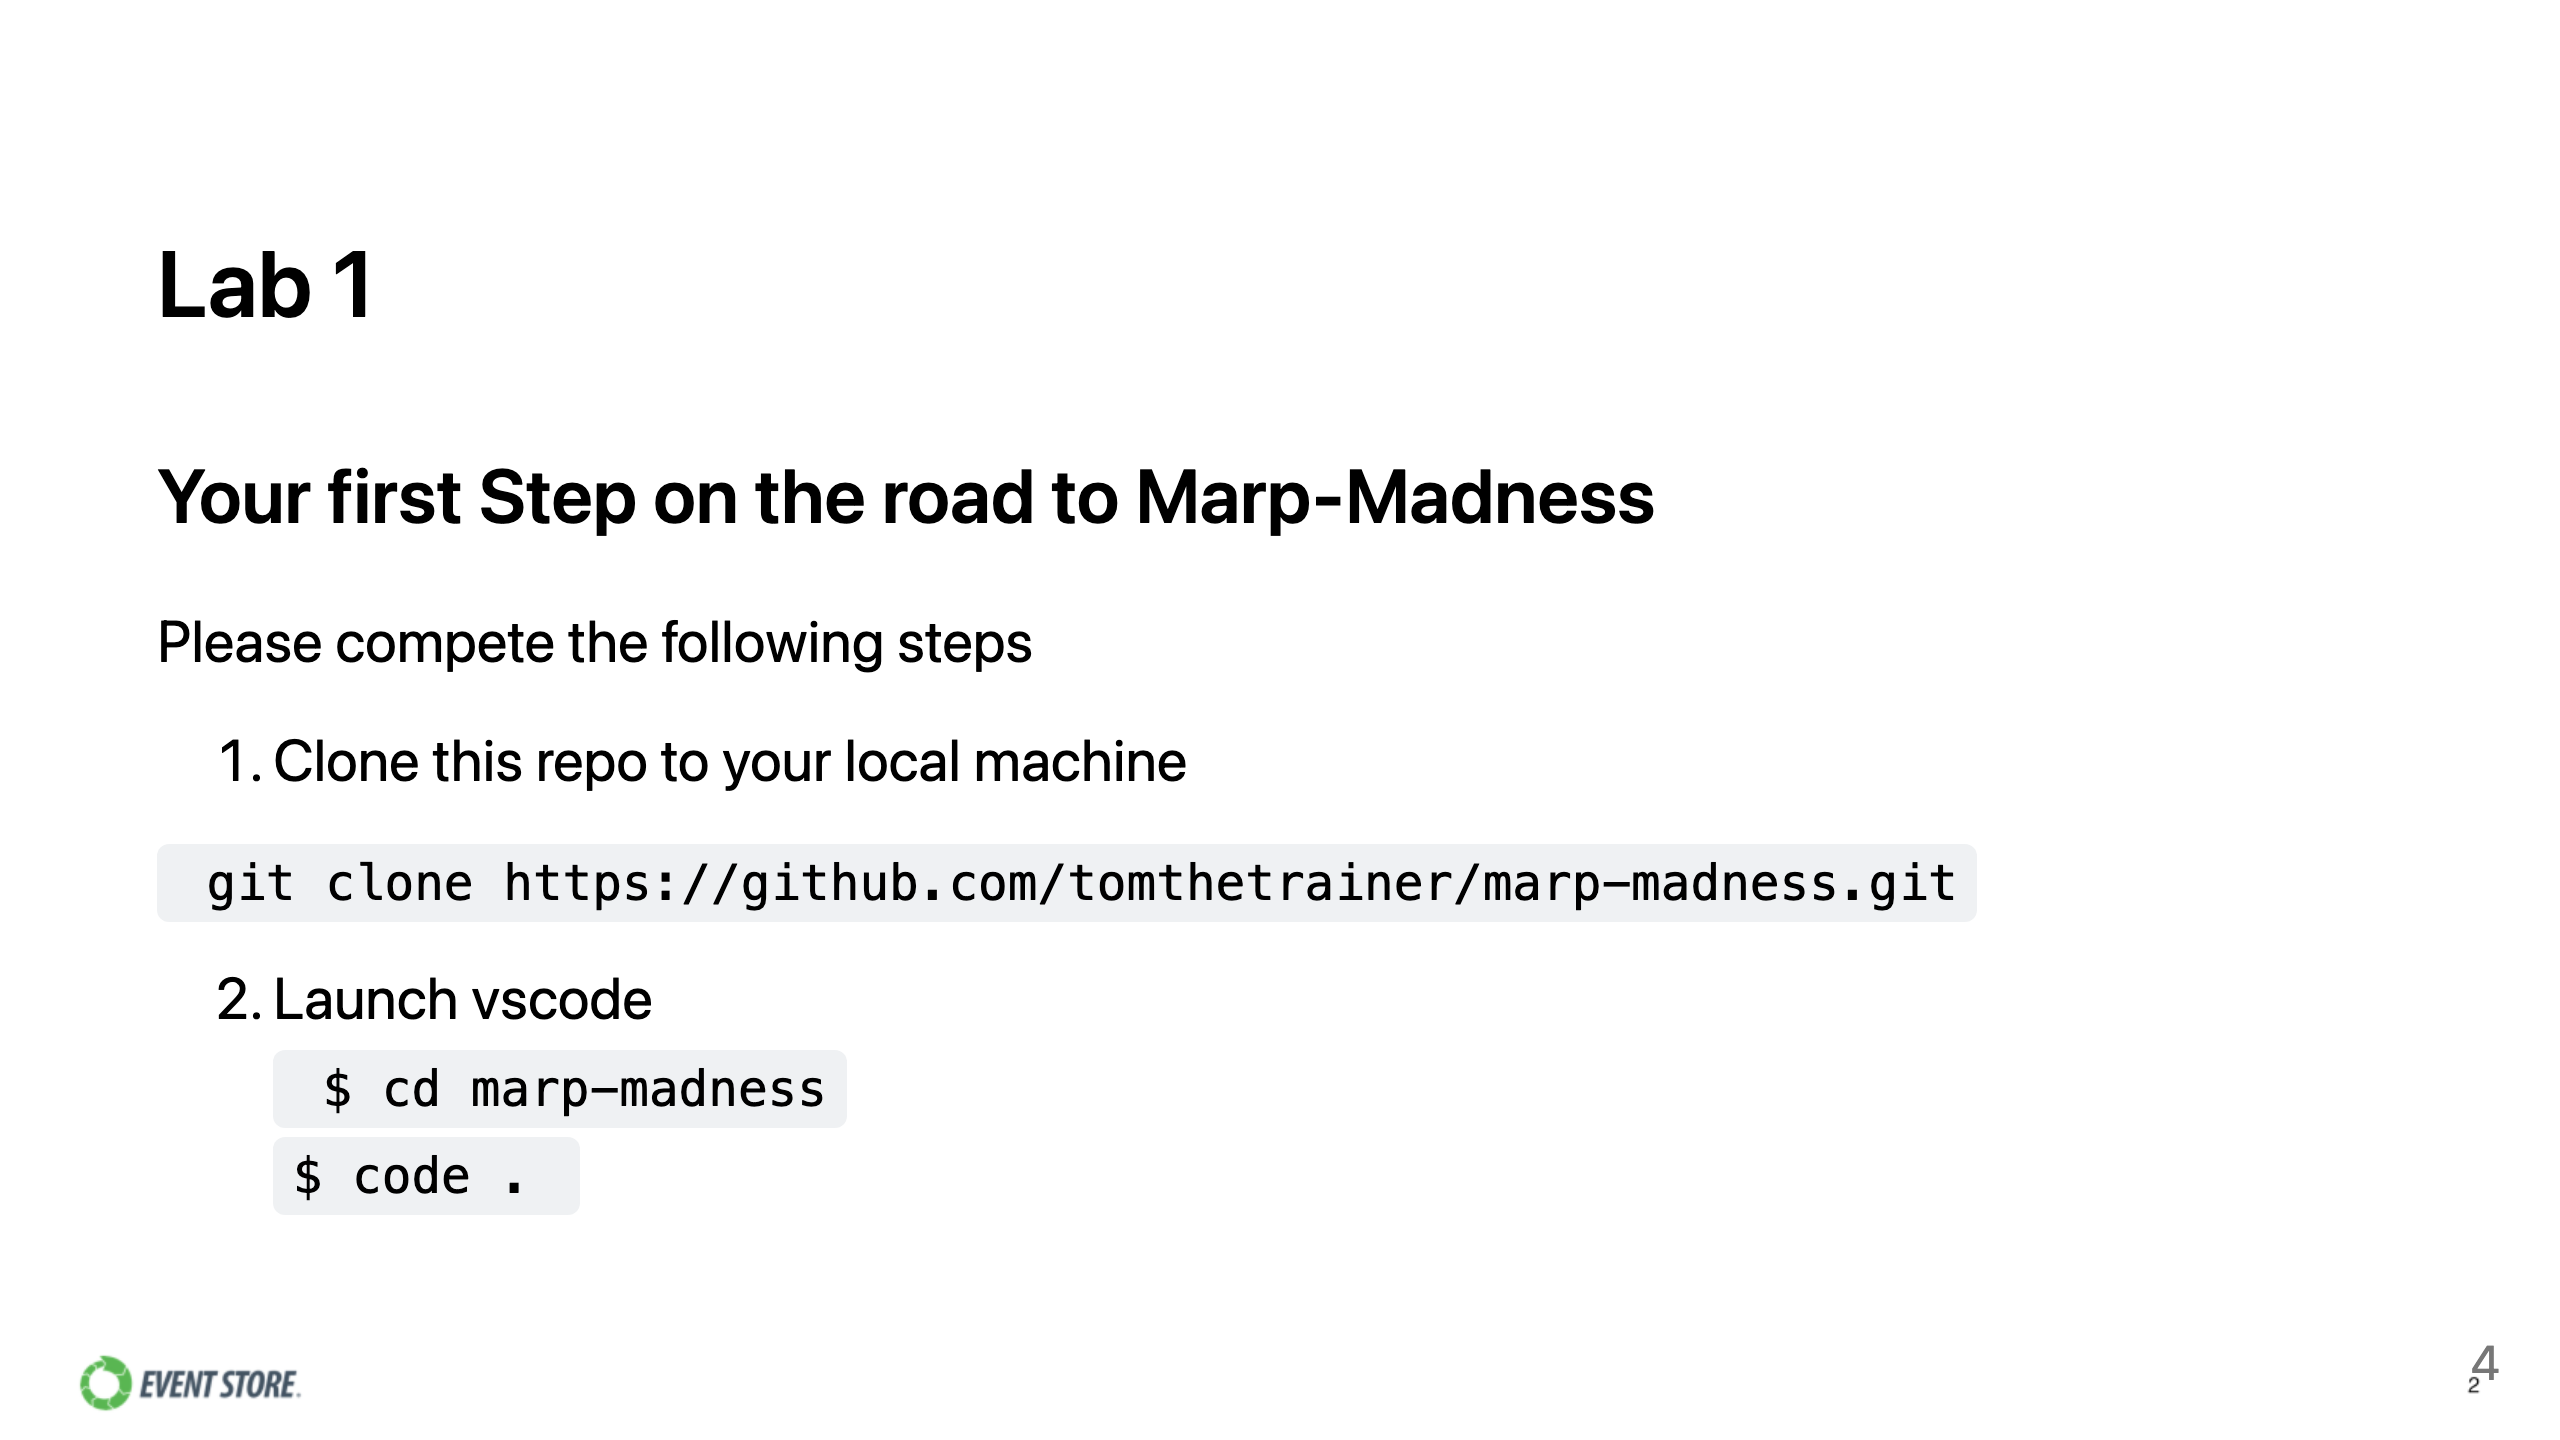 Lab 1
Your first Step on the road to Marp-Madness
Please compete the following steps
1. Clone this repo to your local machine
git clone https://github.com/tomthetrainer/marp-madness.git
2. Launch vscode
$ cd marp-madness
$ code .
EVENT STORE.
4
2